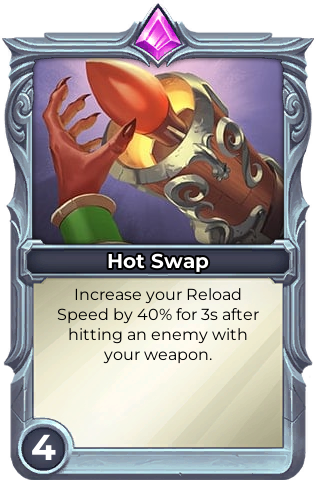 Hot Swap
Increase your Reload
Speed by 40% for 3s after
hitting an enemy with
your weapon.
4